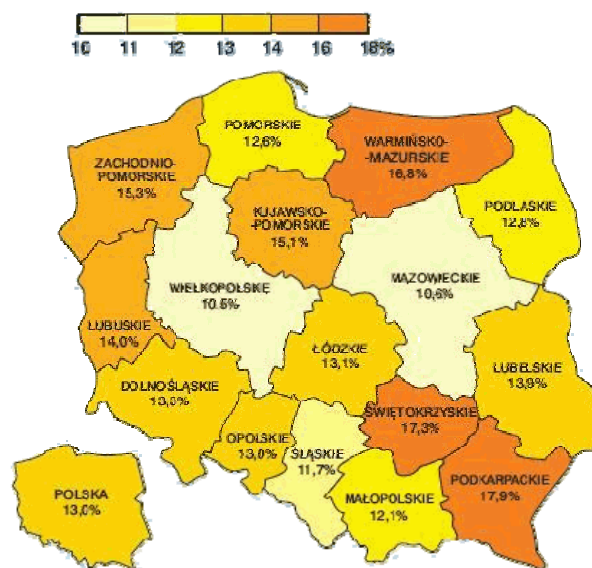 10 11 12 13 14 16 18%
POMORSKIE
12,6%
WARMIŃSKO-
-MAZURSKIE
16,8%
ZACHODNIO-
POMORSKIE
15,3%
KUJAWSKO-
-POMORSKIE
15,1%
PODLASKIE
12,8%
WIELKOPOLSKIE
10,5%
MAZOWIECKIE
10,6%
LUBUSKIE
14,0%
ŁÓDZKIE
13,1%
LUBELSKIE
13,9%
DOLNOŚLĄSKIE
ŚWIĘTOKRZYSKIE
17,3%
OPOLSKIE
13,0%
ŚLĄSKIE
11,7%
PODKARPACKIE
17,9%
MAŁOPOLSKIE
12,1%
POLSKA
13,0%